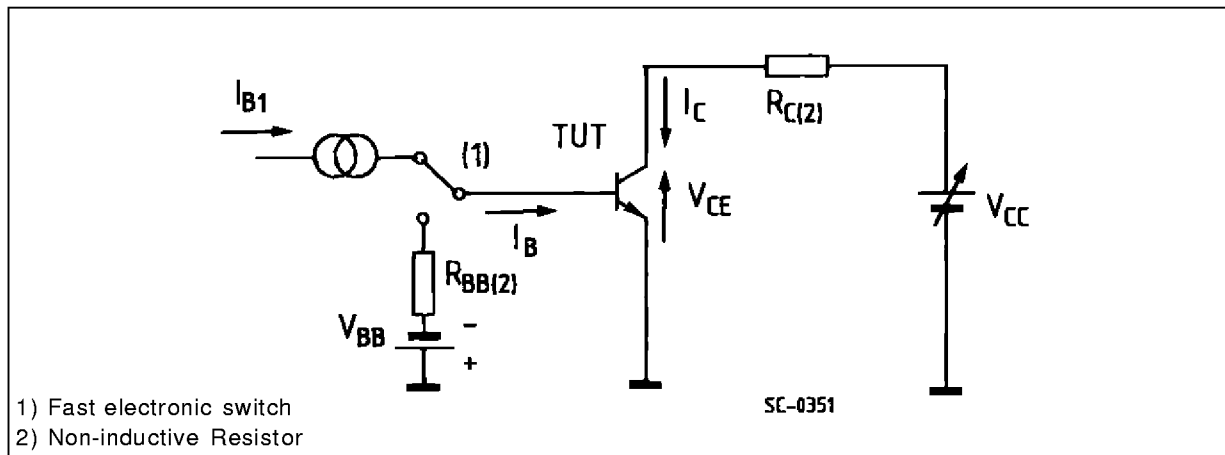 I_B1
(1)
TUT
I_C
R_C(2)
V_CE
V_CC
I_B
R_BB(2)
V_BB
-
+
SC-0351
1) Fast electronic switch
2) Non-inductive Resistor